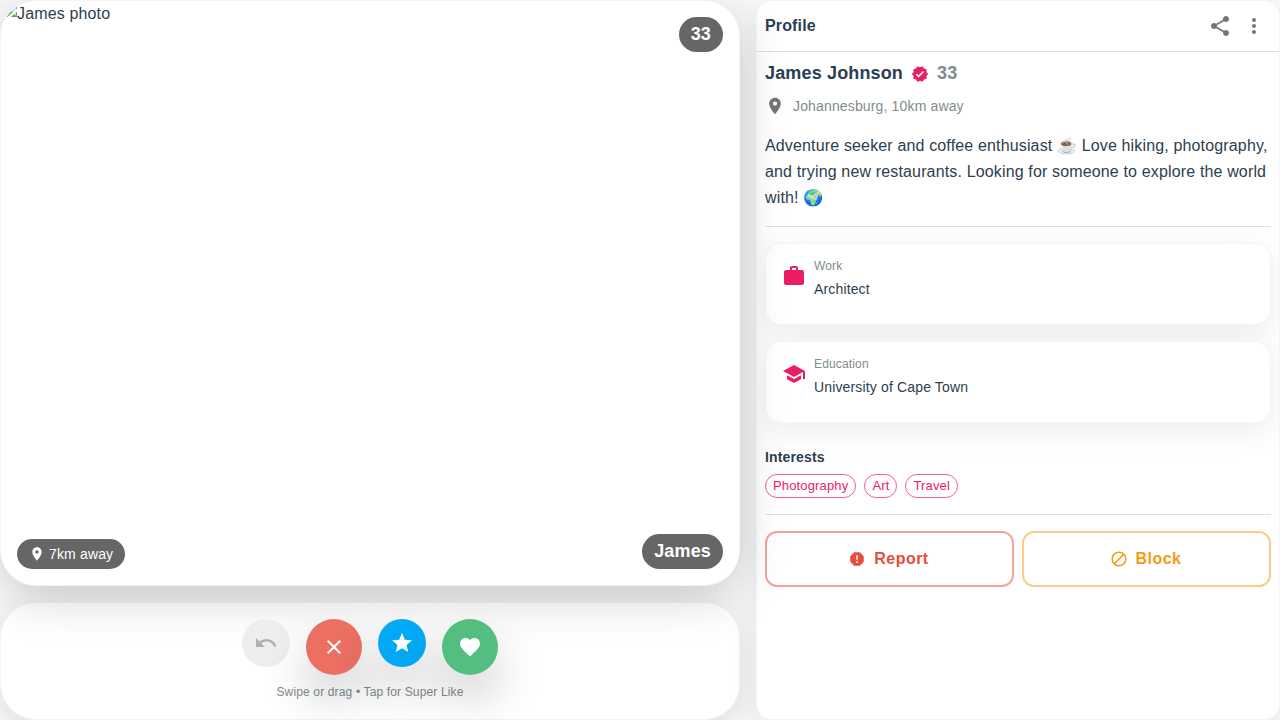 James photo
33
7km away
James
Swipe or drag • Tap for Super Like
Profile
James Johnson 33
Johannesburg, 10km away
Adventure seeker and coffee enthusiast ☕ Love hiking, photography,
and trying new restaurants. Looking for someone to explore the world
with! 🌍
Work
Architect
Education
University of Cape Town
Interests
Photography Art Travel
Report Block